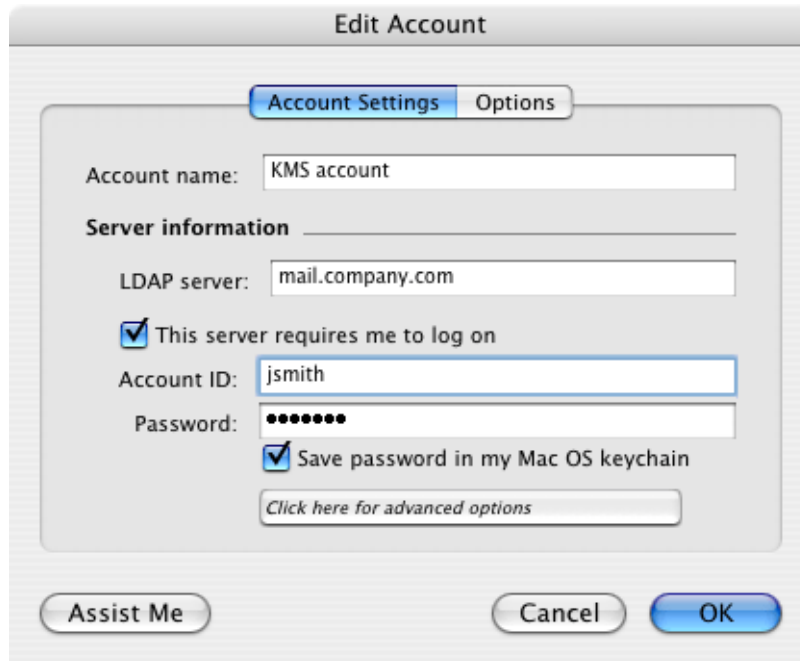 Edit Account
Account Settings Options
Account name: KMS account
Server information
LDAP server: mail.company.com
This server requires me to log on
Account ID: jsmith
Password: •••••••
Save password in my Mac OS keychain
Click here for advanced options
Assist Me Cancel OK